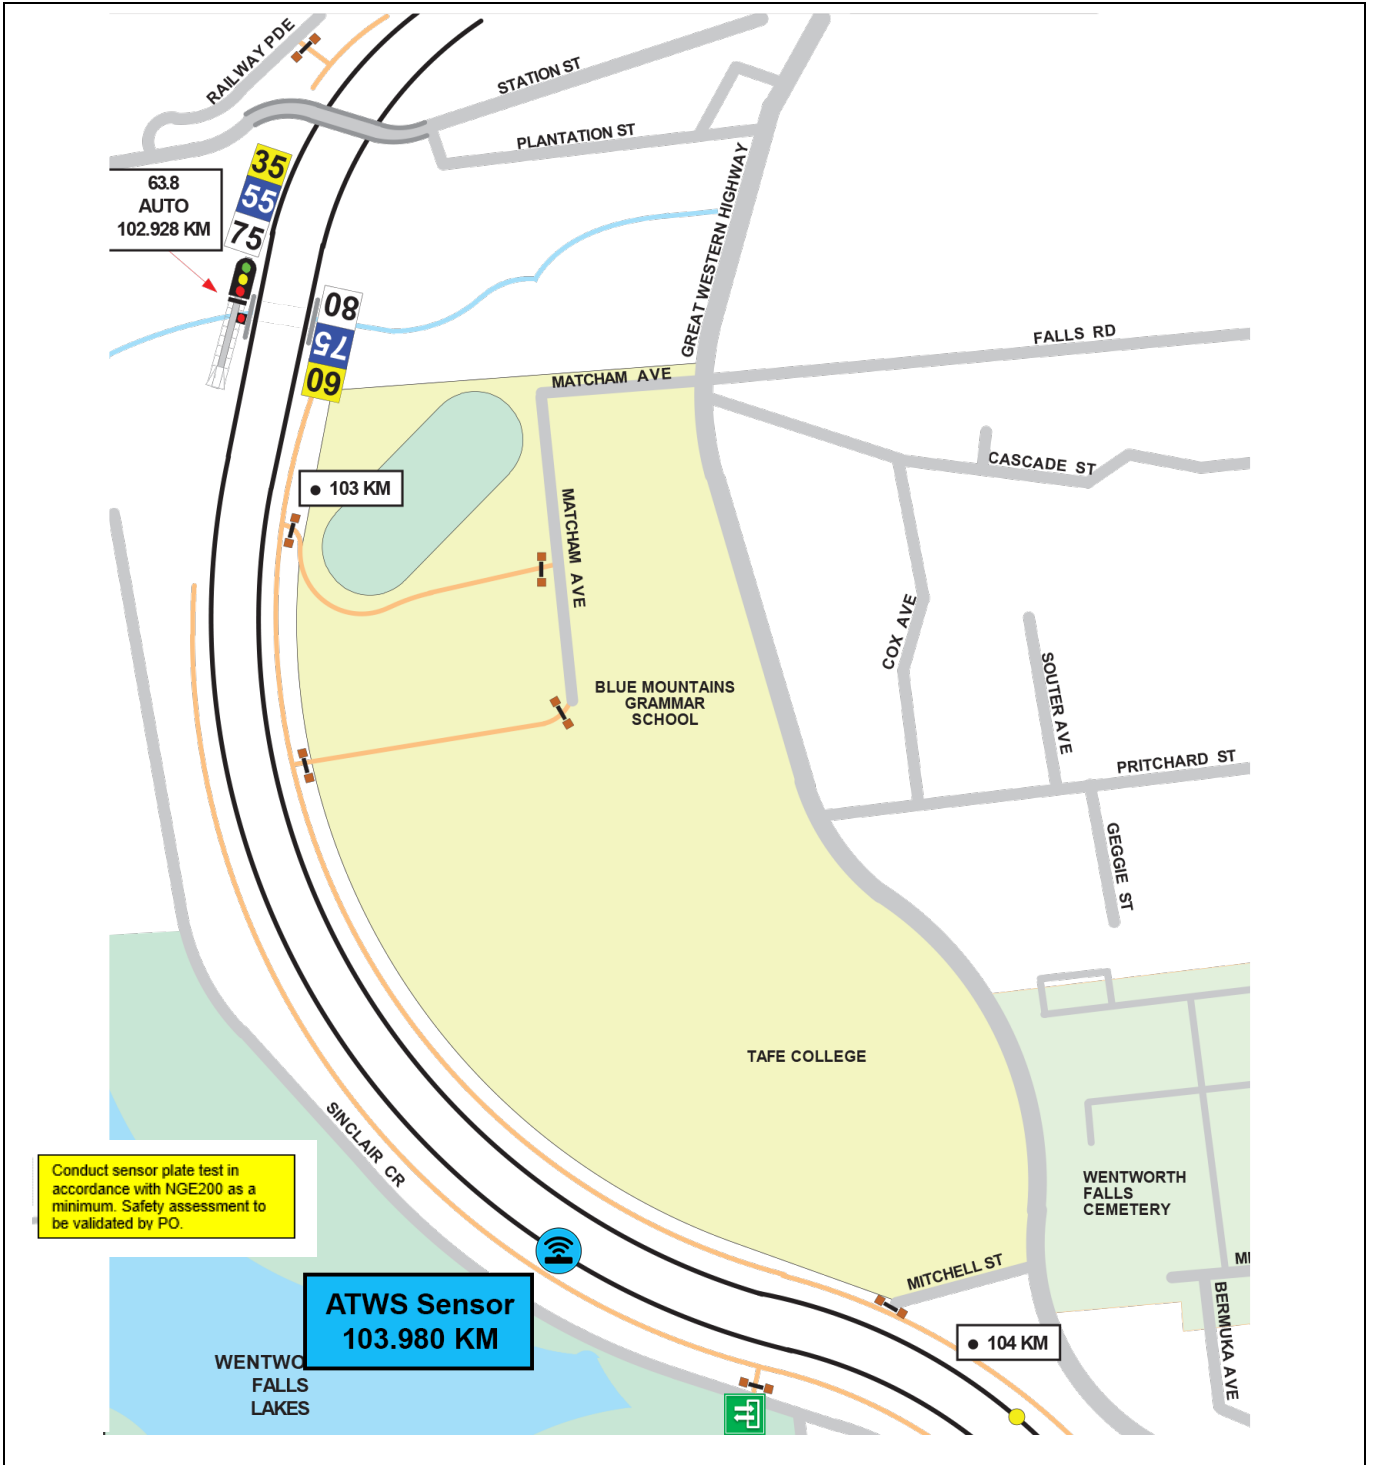 RAILWAY PDE
STATION ST
PLANTATION ST
35
55
75
63.8
AUTO
102.928 KM
GREAT WESTERN HIGHWAY
80
75
60
FALLS RD
MATCHAM AVE
CASCADE ST
103 KM
MATCHAM AVE
COX AVE
SOUTER AVE
BLUE MOUNTAINS
GRAMMAR
SCHOOL
PRITCHARD ST
GEGGIE ST
TAFE COLLEGE
SINCLAIR CR
Conduct sensor plate test in
accordance with NGE200 as a
minimum. Safety assessment to
be validated by PO.
WENTWORTH
FALLS
CEMETERY
MITCHELL ST
BERMUKA AVE
ATWS Sensor
103.980 KM
104 KM
WENTWO
FALLS
LAKES